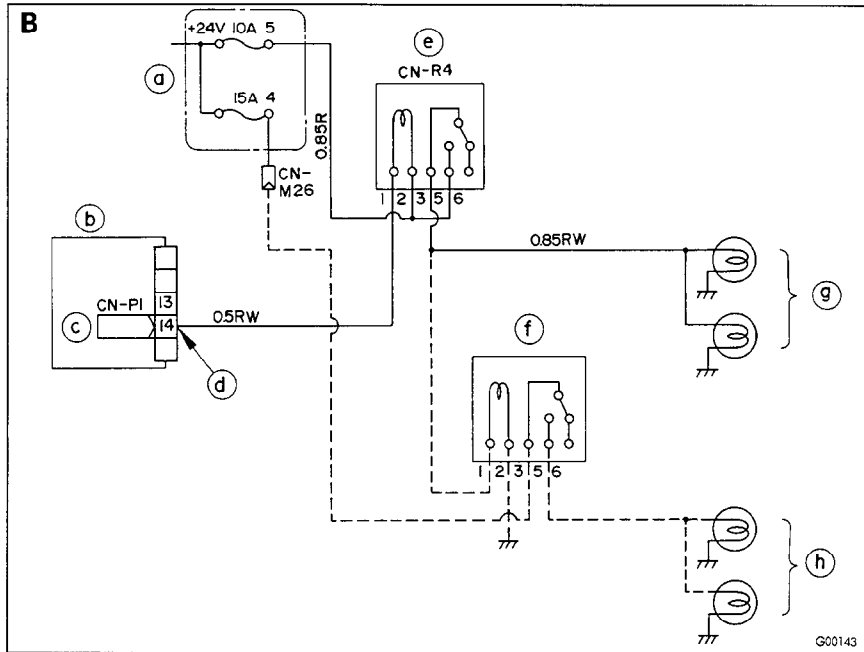 B
+24V 10A 5
a
15A 4
0.85R
CN-
M26
e
CN-R4
1 2 3 5 6
b
CN-P1
13
14
c
d
0.5RW
0.85RW
g
f
1 2 3 5 6
h
G00143